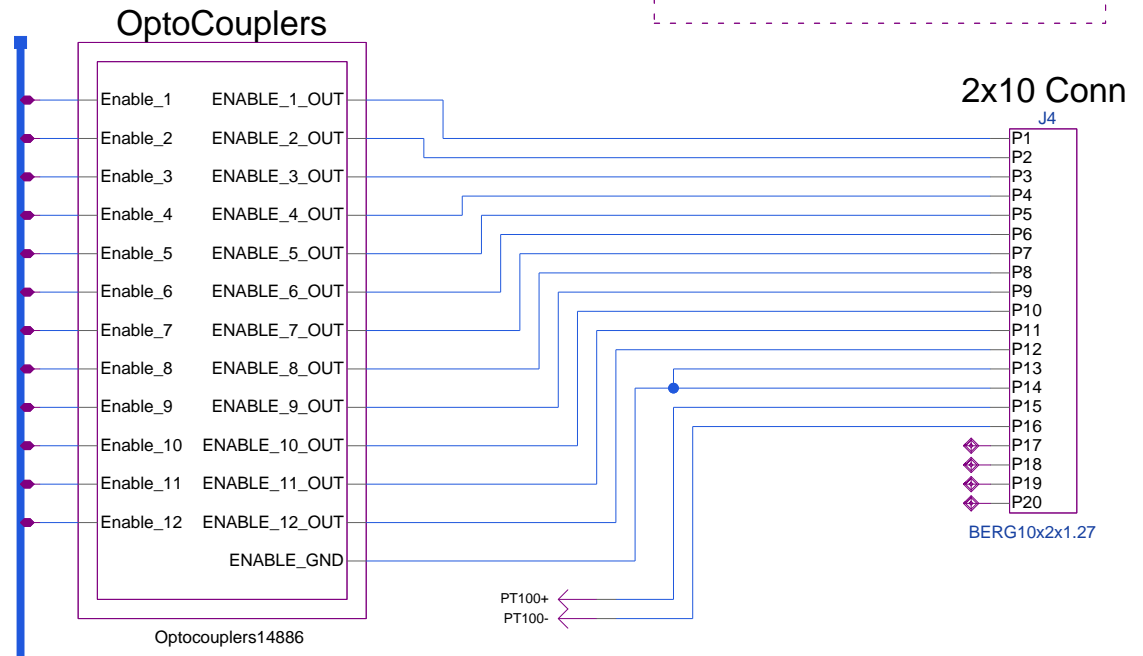 OptoCouplers
Enable_1 ENABLE_1_OUT
Enable_2 ENABLE_2_OUT
Enable_3 ENABLE_3_OUT
Enable_4 ENABLE_4_OUT
Enable_5 ENABLE_5_OUT
Enable_6 ENABLE_6_OUT
Enable_7 ENABLE_7_OUT
Enable_8 ENABLE_8_OUT
Enable_9 ENABLE_9_OUT
Enable_10 ENABLE_10_OUT
Enable_11 ENABLE_11_OUT
Enable_12 ENABLE_12_OUT
ENABLE_GND
Optocouplers14886
PT100+
PT100-
2x10 Conn
J4
P1
P2
P3
P4
P5
P6
P7
P8
P9
P10
P11
P12
P13
P14
P15
P16
P17
P18
P19
P20
BERG10x2x1.27